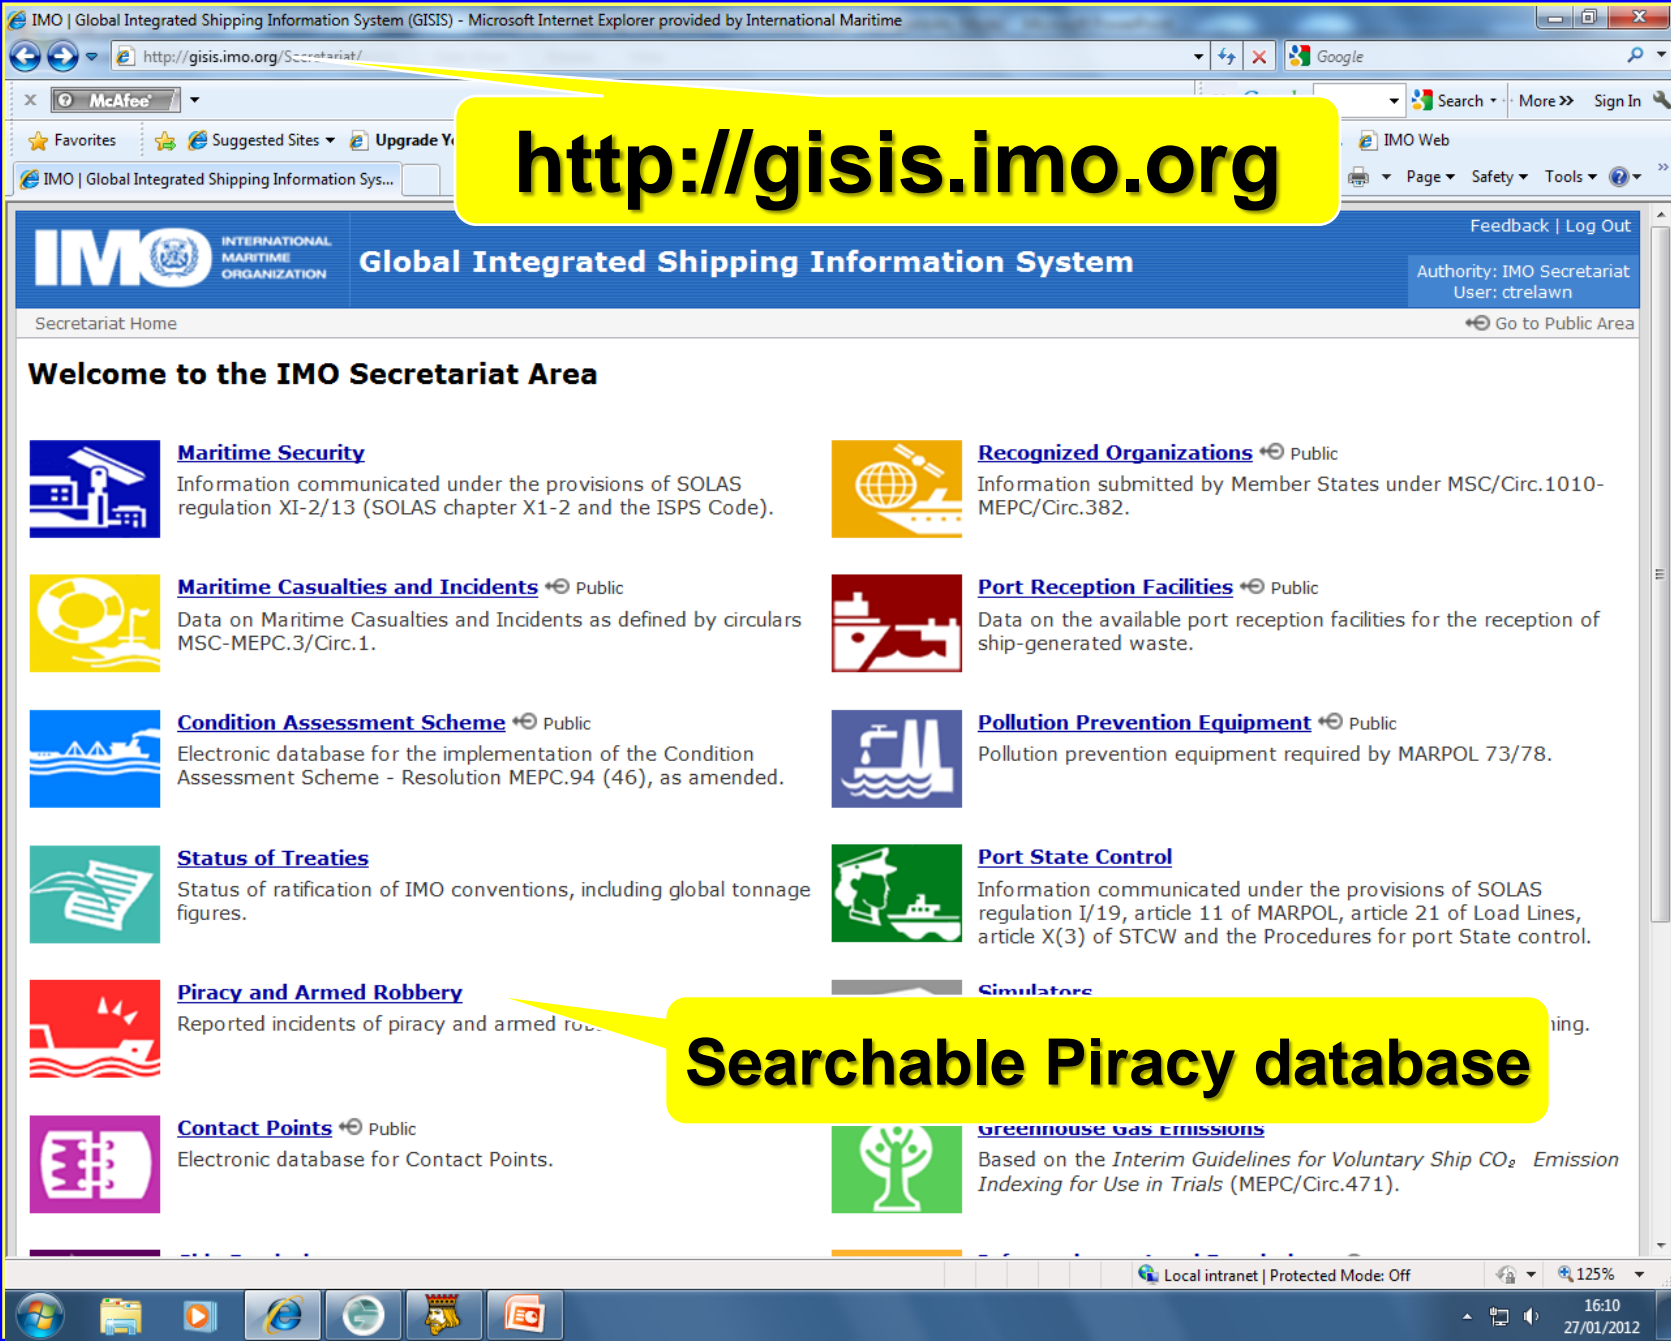 IMO | Global Integrated Shipping Information System (GISIS) - Microsoft Internet Explorer provided by International Maritime
http://gisis.imo.org/Secretariat/
Google
McAfee
Search
More >>
Sign In
Favorites
Suggested Sites
Upgrade
IMO Web
IMO | Global Integrated Shipping Information Sys...
Page
Safety
Tools
http://gisis.imo.org
IMO
INTERNATIONAL
MARITIME
ORGANIZATION
Global Integrated Shipping Information System
Feedback | Log Out
Authority: IMO Secretariat
User: ctrelawn
Secretariat Home
Go to Public Area
Welcome to the IMO Secretariat Area
Maritime Security
Information communicated under the provisions of SOLAS
regulation XI-2/13 (SOLAS chapter X1-2 and the ISPS Code).
Recognized Organizations Public
Information submitted by Member States under MSC/Circ.1010-
MEPC/Circ.382.
Maritime Casualties and Incidents Public
Data on Maritime Casualties and Incidents as defined by circulars
MSC-MEPC.3/Circ.1.
Port Reception Facilities Public
Data on the available port reception facilities for the reception of
ship-generated waste.
Condition Assessment Scheme Public
Electronic database for the implementation of the Condition
Assessment Scheme - Resolution MEPC.94 (46), as amended.
Pollution Prevention Equipment Public
Pollution prevention equipment required by MARPOL 73/78.
Status of Treaties
Status of ratification of IMO conventions, including global tonnage
figures.
Port State Control
Information communicated under the provisions of SOLAS
regulation I/19, article 11 of MARPOL, article 21 of Load Lines,
article X(3) of STCW and the Procedures for port State control.
Piracy and Armed Robbery
Reported incidents of piracy and armed
Simulators
Searchable Piracy database
Contact Points Public
Electronic database for Contact Points.
Greenhouse Gas Emissions
Based on the Interim Guidelines for Voluntary Ship CO₂ Emission
Indexing for Use in Trials (MEPC/Circ.471).
Local intranet | Protected Mode: Off
125%
16:10
27/01/2012